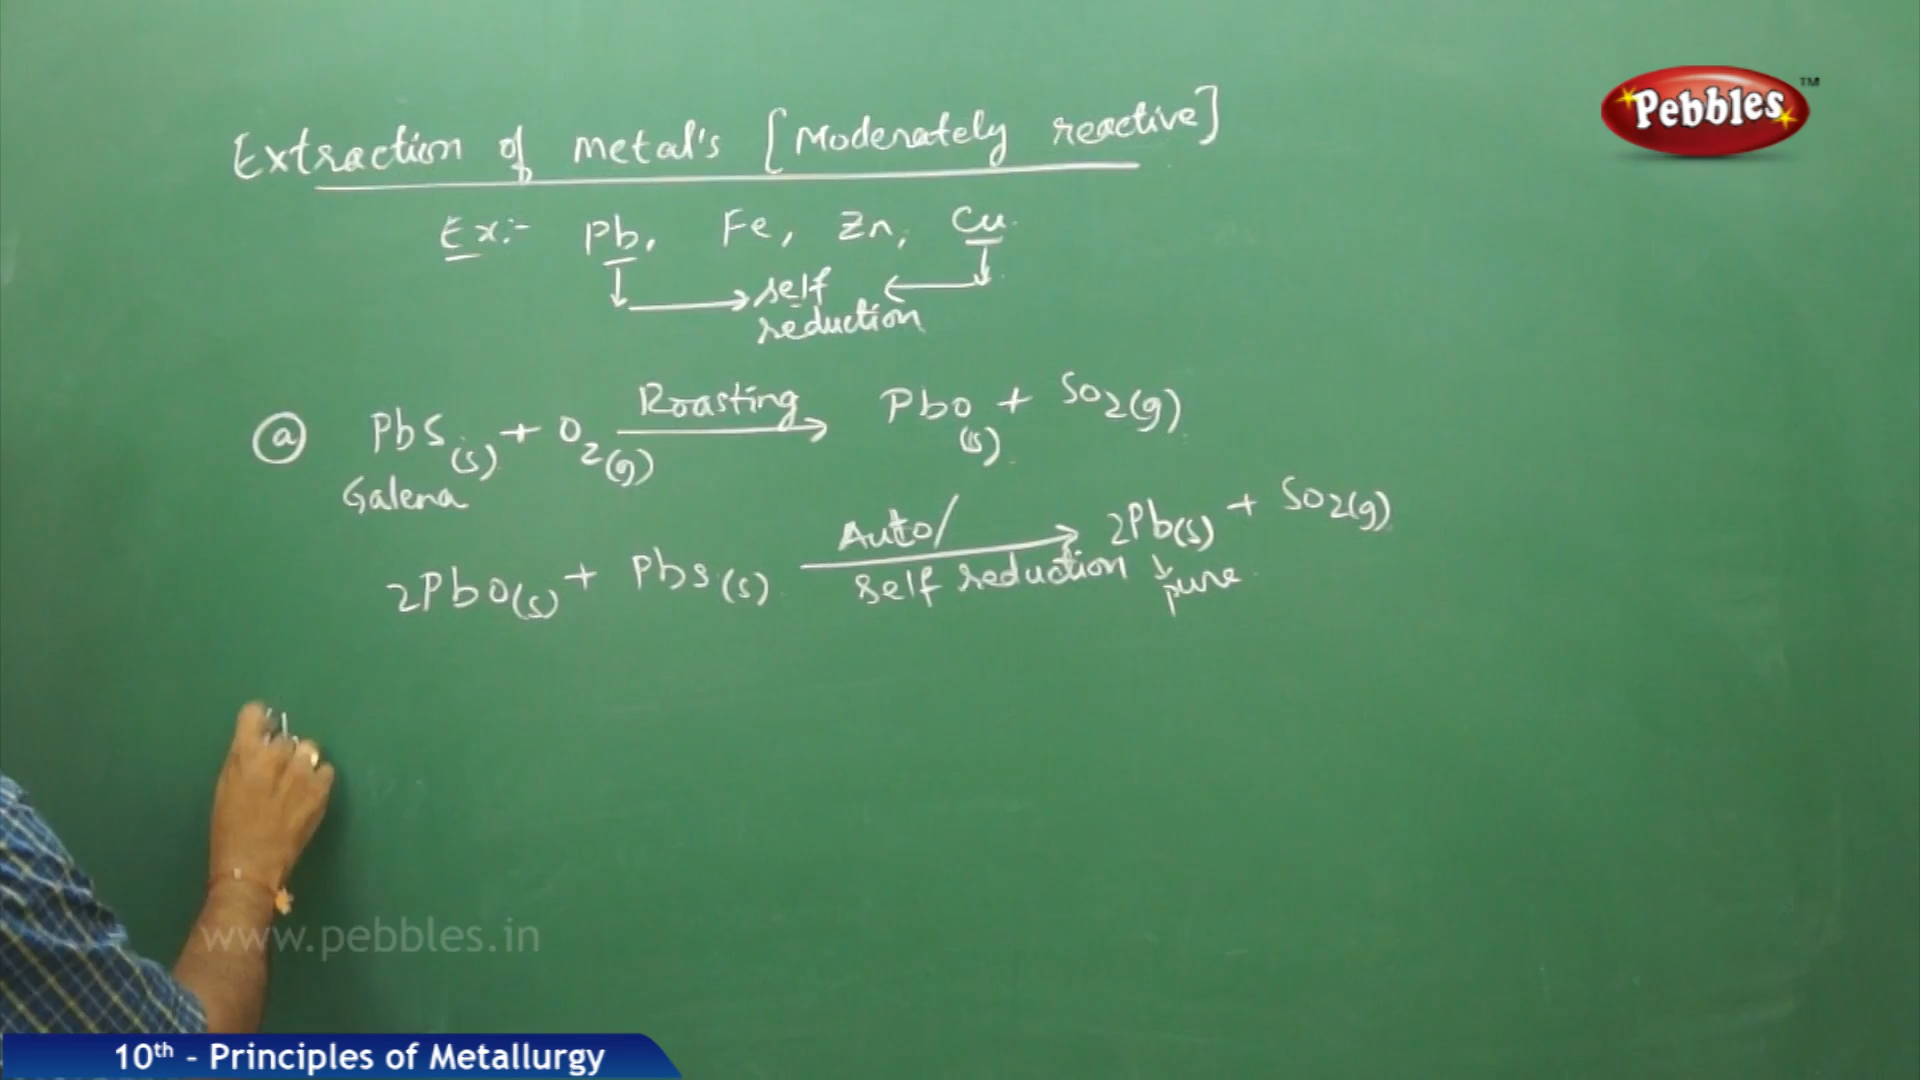 Pebbles™
Extraction of metal's [Moderately reactive]
Ex:- Pb, Fe, Zn, Cu.
self
reduction
(a) PbS(s) + O2(g) Roasting PbO(s) + SO2(g)
Galena
2PbO(s) + Pbs(s) Auto/ Self reduction 2Pb(s) + SO2(g)
pure
www.pebbles.in
10th - Principles of Metallurgy